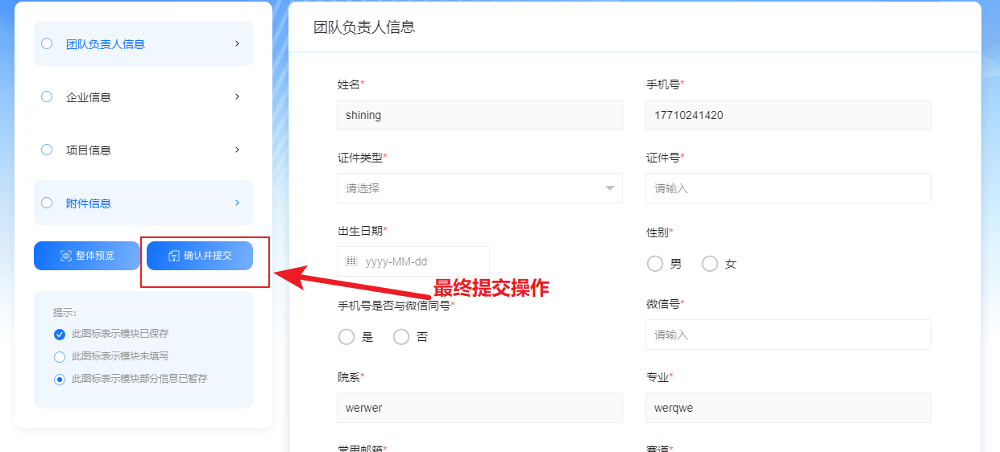 团队负责人信息
企业信息
项目信息
附件信息
整体预览
确认并提交
提示：
此图标表示模块已保存
此图标表示模块未填写
此图标表示模块部分信息已暂存
团队负责人信息
姓名*
手机号*
shining
17710241420
证件类型*
证件号*
请选择
请输入
出生日期*
性别*
yyyy-MM-dd
男 女
最终提交操作
手机号是否与微信同号*
微信号*
是 否
请输入
院系*
专业*
werwer
werqwe
常用邮箱*
赛道*